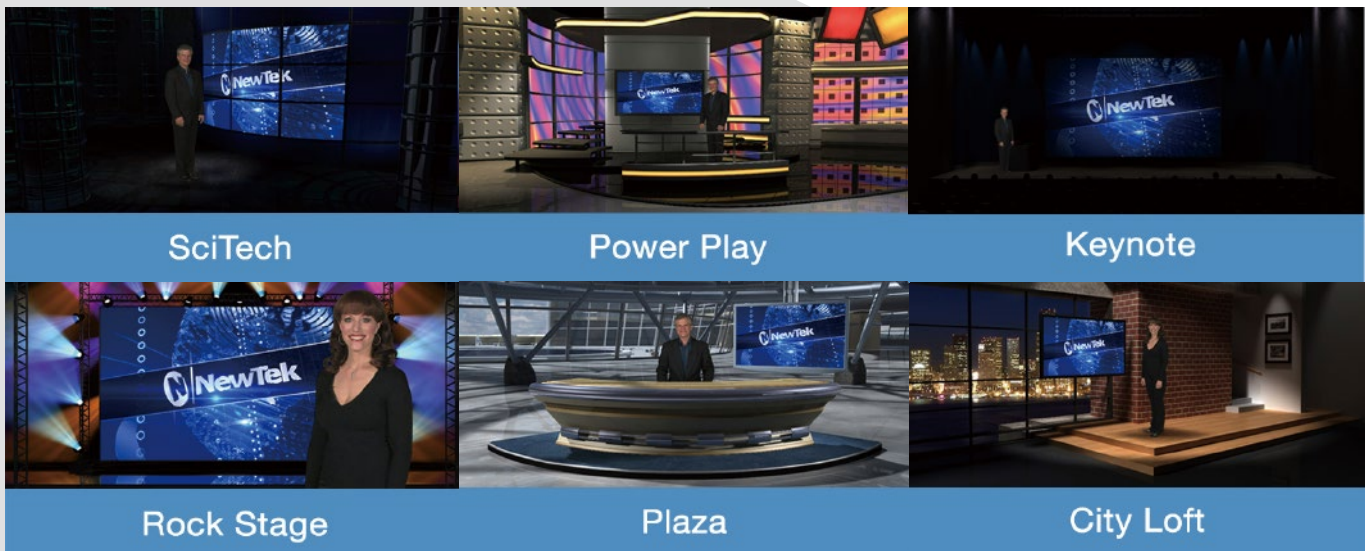 NewTek
NewTek
NewTek
SciTech
Power Play
Keynote
NewTek
NewTek
NewTek
Rock Stage
Plaza
City Loft